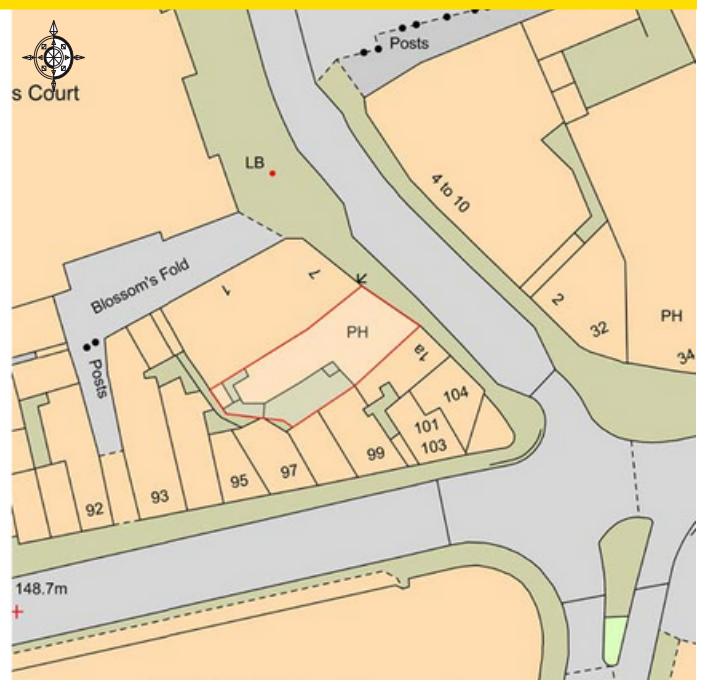 Posts
s Court
LB
4 to 10
Blossom's Fold
1
7
PH
2
32
PH
34
1a
Posts
104
101
103
99
97
95
93
92
148.7m